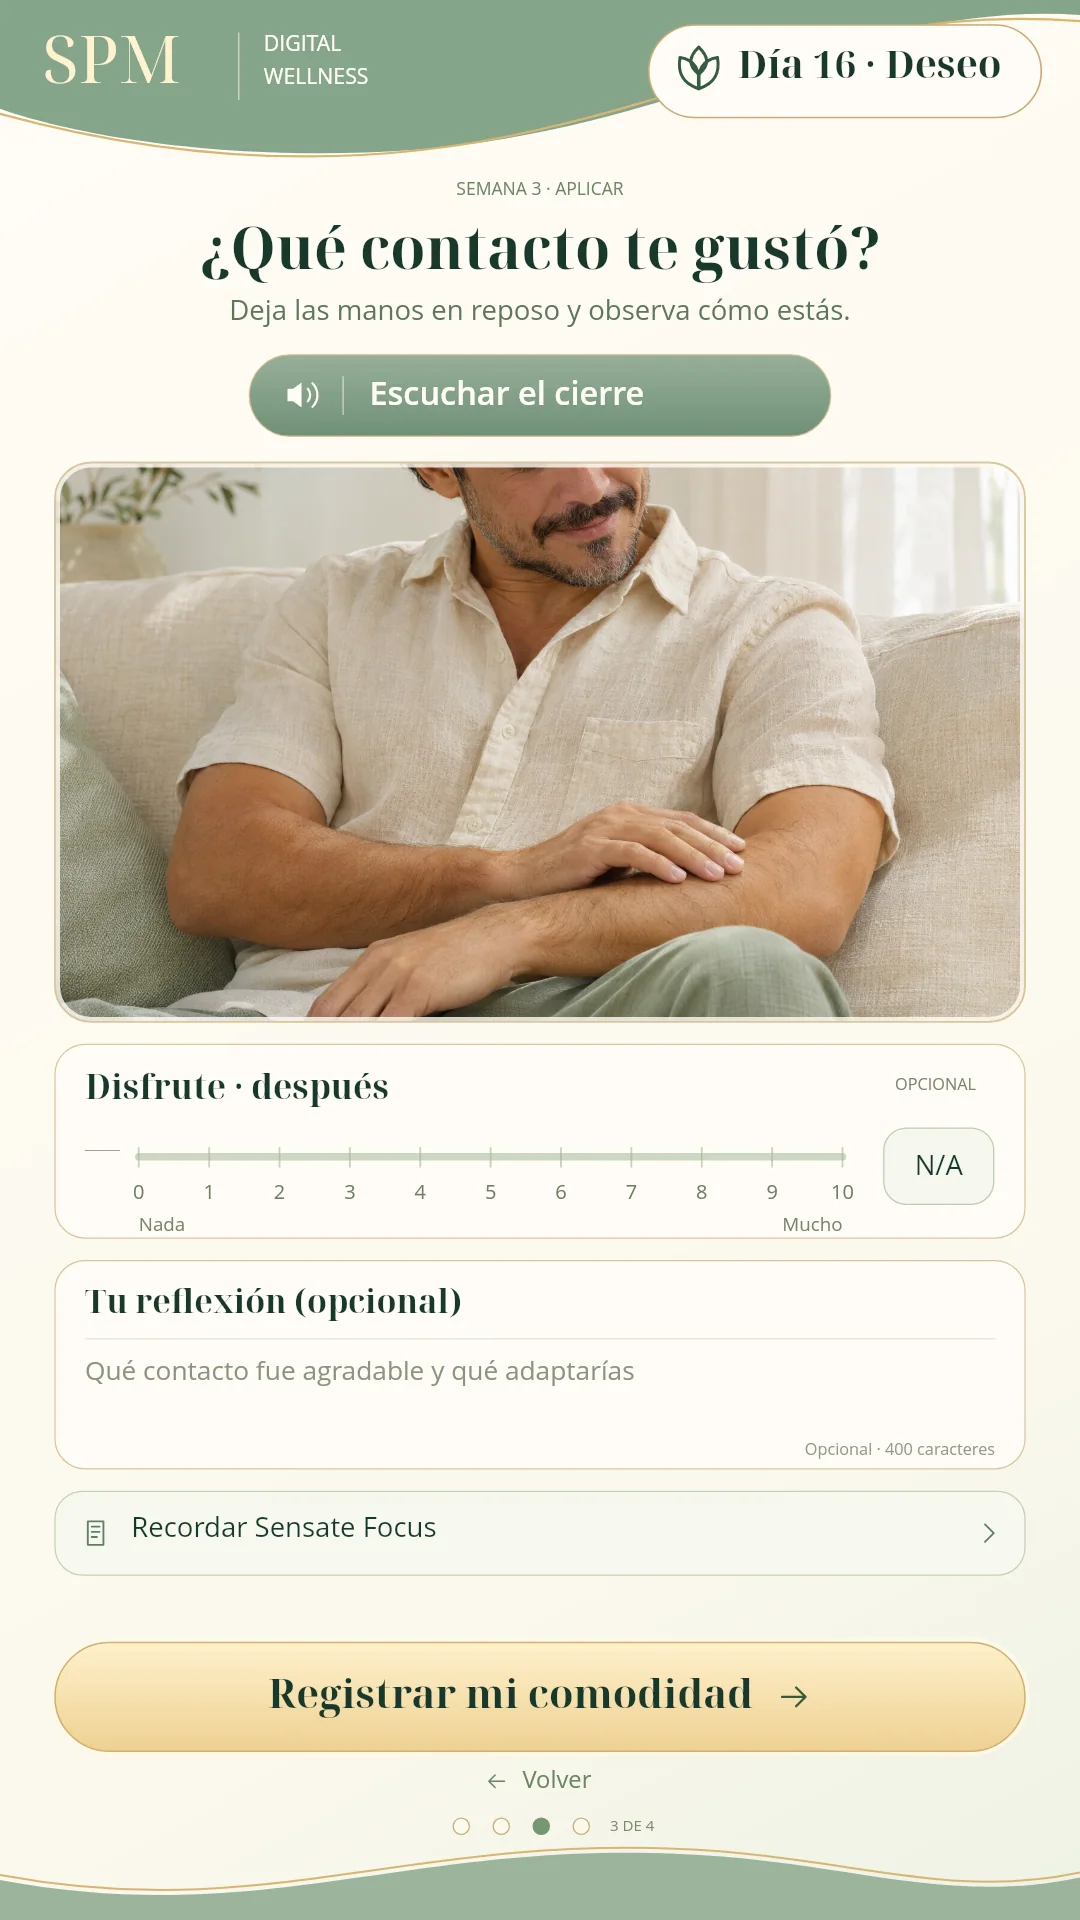 SPM
DIGITAL
WELLNESS
Día 16 · Deseo
SEMANA 3 · APLICAR
¿Qué contacto te gustó?
Deja las manos en reposo y observa cómo estás.
Escuchar el cierre
Disfrute · después
OPCIONAL
0 1 2 3 4 5 6 7 8 9 10
N/A
Nada
Mucho
Tu reflexión (opcional)
Qué contacto fue agradable y qué adaptarías
Opcional · 400 caracteres
Recordar Sensate Focus
Registrar mi comodidad →
← Volver
3 DE 4